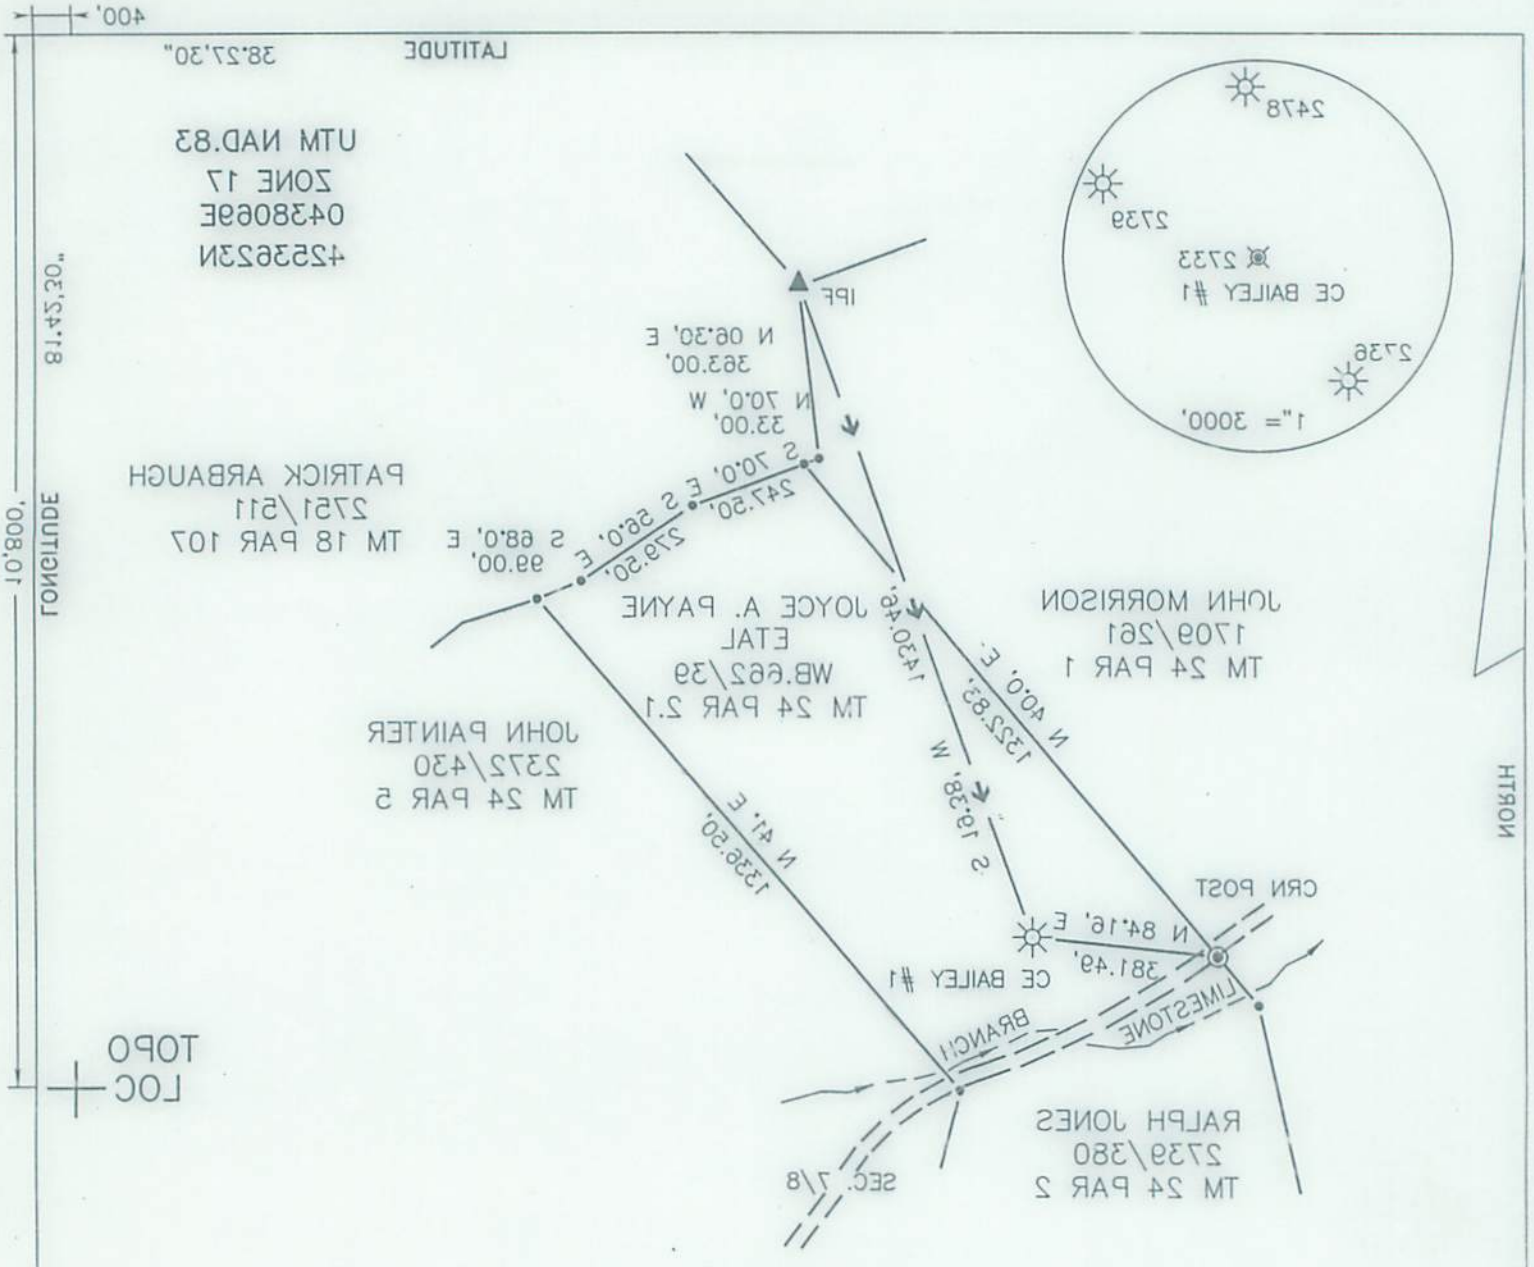 400'
LATITUDE 38°27'30"
UTM NAD.83
ZONE 17
0438069E
4253623N
2478
2739
2733
CE BAILEY #1
2736
1"= 3000'
81°42'30"
LONGITUDE
10,800'
IPF
N 06°30' E
363.00'
N 70°0' W
33.00'
S 70°0' E
247.50'
S 56°0' E
279.50'
S 68°0' E
99.00'
PATRICK ARBAUGH
2751/511
TM 18 PAR 107
JOYCE A. PAYNE
ETAL
WB.662/39
TM 24 PAR 2.1
JOHN MORRISON
1709/261
TM 24 PAR 1
JOHN PAINTER
2372/430
TM 24 PAR 5
1430.46'
S 19°38' W
N 40°0' E
1322.83'
N 41° E
1336.50'
NORTH
CRN POST
N 84°16' E
381.49'
CE BAILEY #1
LIMESTONE
BRANCH
TOPO
LOC
RALPH JONES
2739/380
TM 24 PAR 2
SEC. 7/8